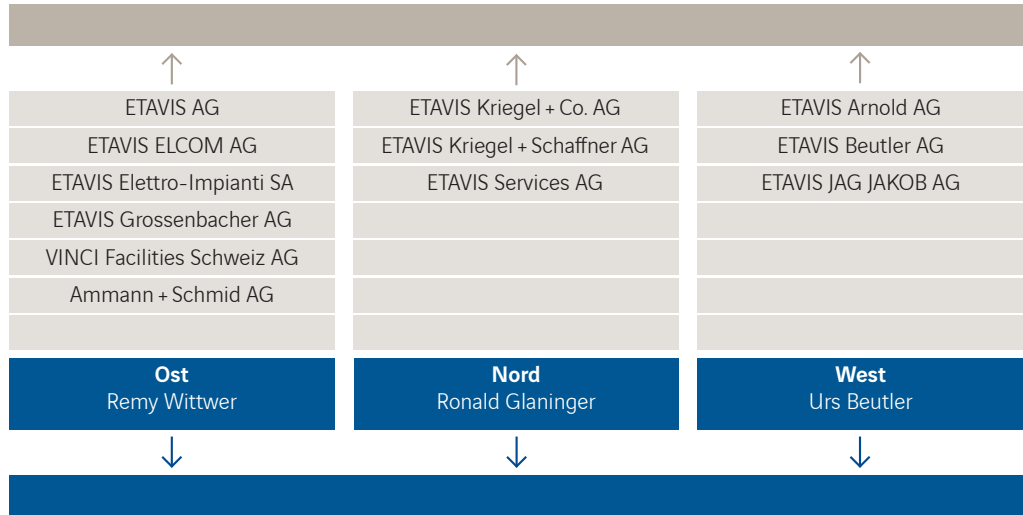 ETAVIS AG
ETAVIS ELCOM AG
ETAVIS Elettro-Impianti SA
ETAVIS Grossenbacher AG
VINCI Facilities Schweiz AG
Ammann + Schmid AG
Ost
Remy Wittwer
ETAVIS Kriegel + Co. AG
ETAVIS Kriegel + Schaffner AG
ETAVIS Services AG
Nord
Ronald Glaninger
ETAVIS Arnold AG
ETAVIS Beutler AG
ETAVIS JAG JAKOB AG
West
Urs Beutler